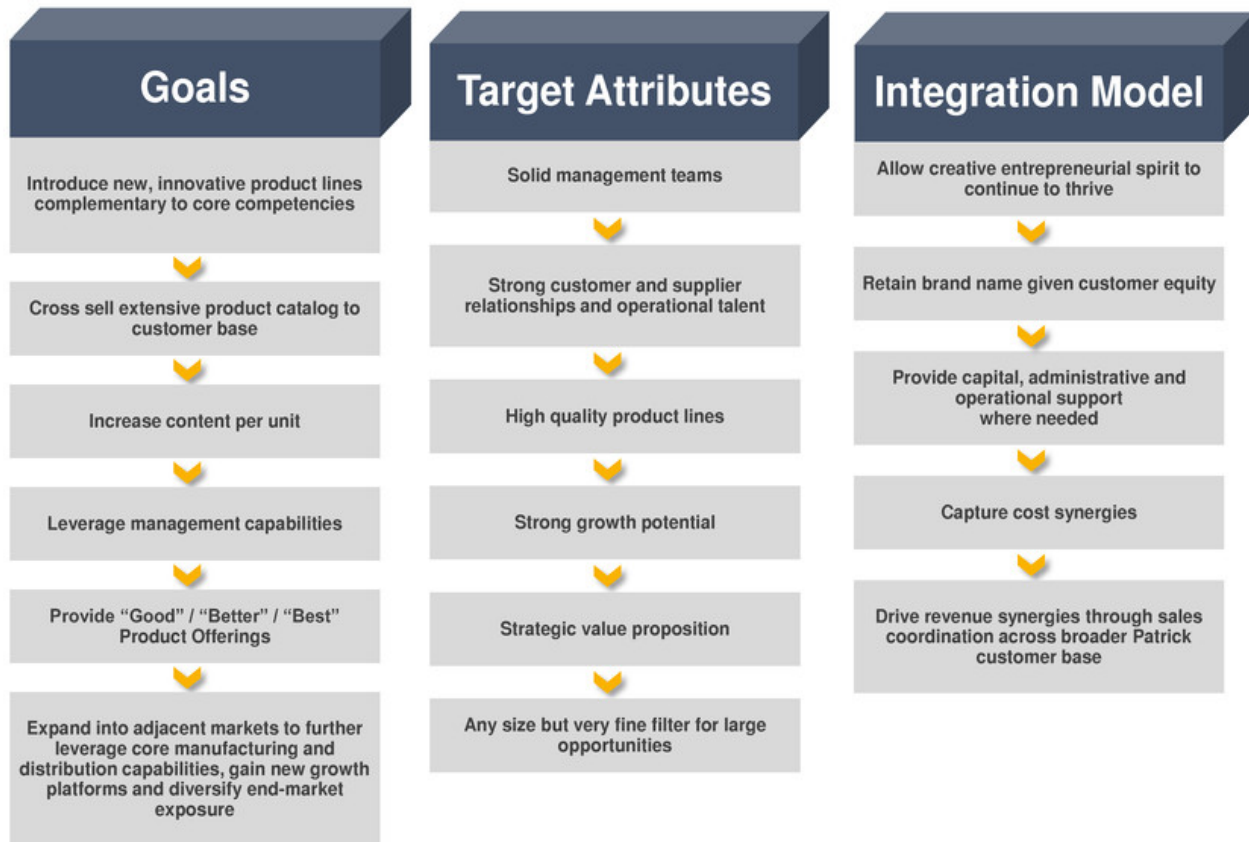 Goals
Introduce new, innovative product lines
complementary to core competencies
Cross sell extensive product catalog to
customer base
Increase content per unit
Leverage management capabilities
Provide “Good” / “Better” / “Best”
Product Offerings
Expand into adjacent markets to further
leverage core manufacturing and
distribution capabilities, gain new growth
platforms and diversify end-market
exposure
Target Attributes
Solid management teams
Strong customer and supplier
relationships and operational talent
High quality product lines
Strong growth potential
Strategic value proposition
Any size but very fine filter for large
opportunities
Integration Model
Allow creative entrepreneurial spirit to
continue to thrive
Retain brand name given customer equity
Provide capital, administrative and
operational support
where needed
Capture cost synergies
Drive revenue synergies through sales
coordination across broader Patrick
customer base